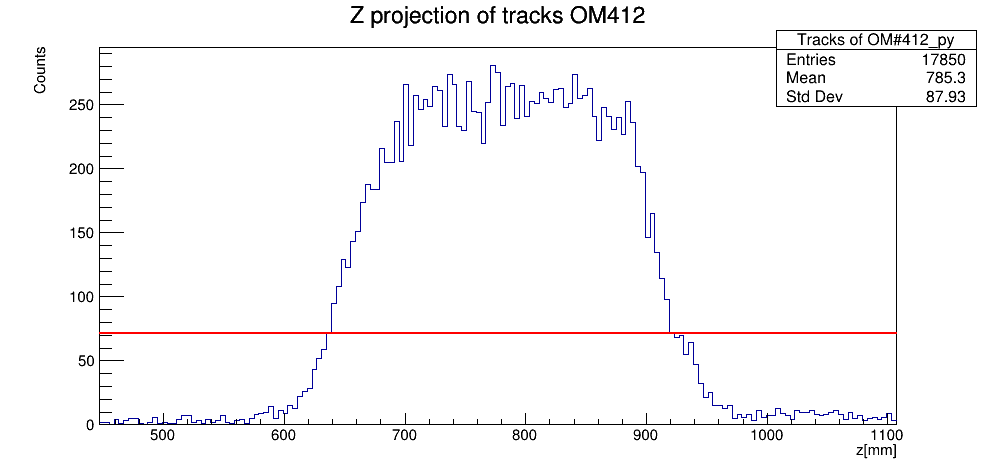 Z projection of tracks OM412
Tracks of OM#412_py
Entries 17850
Mean 785.3
Std Dev 87.93
Counts
250
200
150
100
50
0
500 600 700 800 900 1000 1100
z[mm]